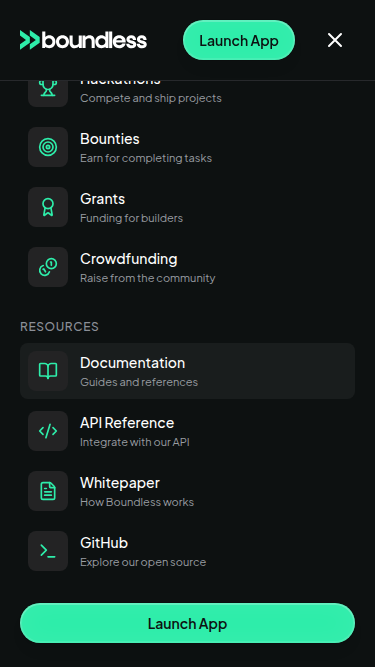 boundless
Launch App
Hackathons
Compete and ship projects
Bounties
Earn for completing tasks
Grants
Funding for builders
Crowdfunding
Raise from the community
RESOURCES
Documentation
Guides and references
API Reference
Integrate with our API
Whitepaper
How Boundless works
GitHub
Explore our open source
Launch App